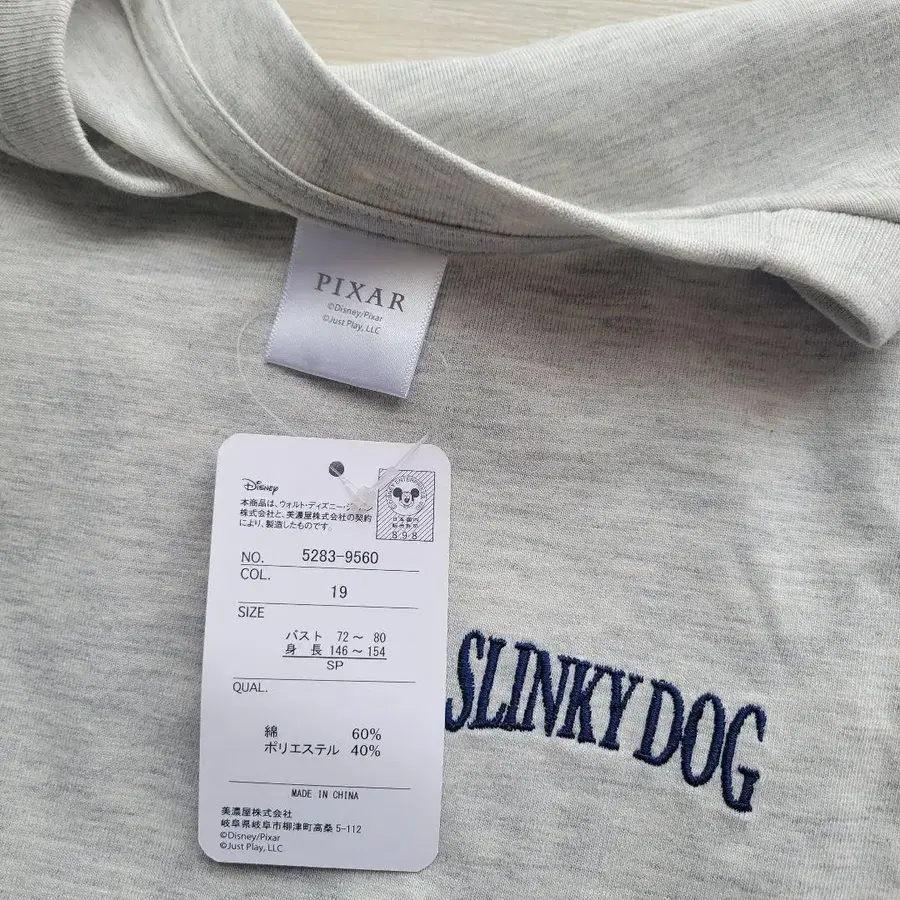 PIXAR
©Disney/Pixar
©Just Play, LLC
Disney
本商品は、ウォルト・ディズニー・
株式会社と、美濃屋株式会社の契約
により、製造したものです。
日本国内
898
NO. 5283-9560
COL. 19
SIZE
バスト 72～ 80
身 長 146～154
SP
QUAL.
綿 60%
ポリエステル 40%
MADE IN CHINA
美濃屋株式会社
岐阜県岐阜市柳津町高桑5-112
©Disney/Pixar
©Just Play, LLC
SLINKY DOG